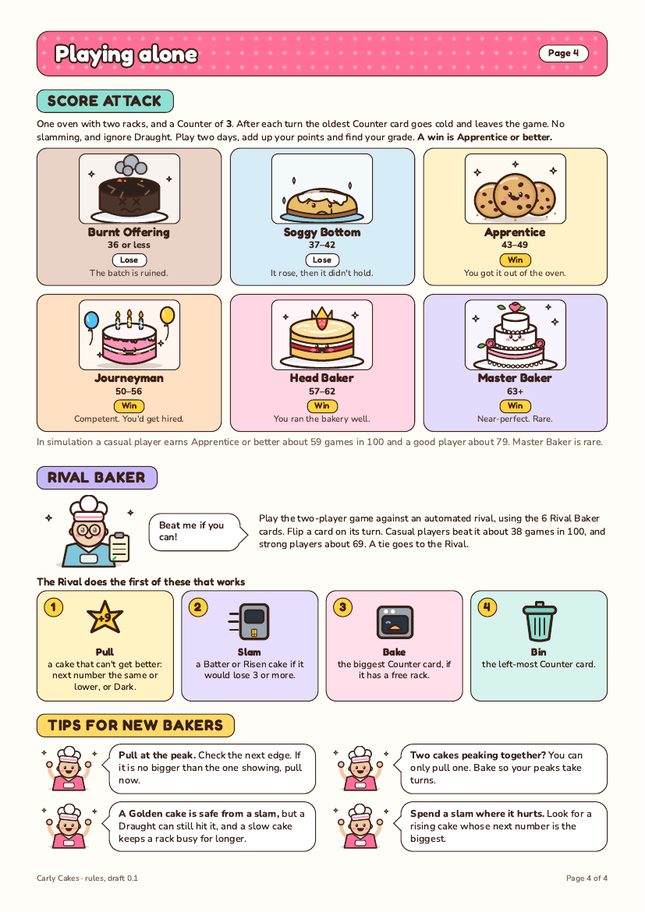 Playing alone
Page 4
SCORE ATTACK
One oven with two racks, and a Counter of 3. After each turn the oldest Counter card goes cold and leaves the game. No
slamming, and ignore Draught. Play two days, add up your points and find your grade. A win is Apprentice or better.
Burnt Offering
36 or less
Lose
The batch is ruined.
Soggy Bottom
37–42
Lose
It rose, then it didn't hold.
Apprentice
43–49
Win
You got it out of the oven.
Journeyman
50–56
Win
Competent. You'd get hired.
Head Baker
57–62
Win
You ran the bakery well.
Master Baker
63+
Win
Near-perfect. Rare.
In simulation a casual player earns Apprentice or better about 59 games in 100 and a good player about 79. Master Baker is rare.
RIVAL BAKER
Beat me if you
can!
Play the two-player game against an automated rival, using the 6 Rival Baker
cards. Flip a card on its turn. Casual players beat it about 38 games in 100, and
strong players about 69. A tie goes to the Rival.
The Rival does the first of these that works
1
+9
Pull
a cake that can't get better:
next number the same or
lower, or Dark.
2
Slam
a Batter or Risen cake if it
would lose 3 or more.
3
Bake
the biggest Counter card, if
it has a free rack.
4
Bin
the left-most Counter card.
TIPS FOR NEW BAKERS
Pull at the peak. Check the next edge. If
it is no bigger than the one showing, pull
now.
Two cakes peaking together? You can
only pull one. Bake so your peaks take
turns.
A Golden cake is safe from a slam, but a
Draught can still hit it, and a slow cake
keeps a rack busy for longer.
Spend a slam where it hurts. Look for a
rising cake whose next number is the
biggest.
Carly Cakes · rules, draft 0.1
Page 4 of 4